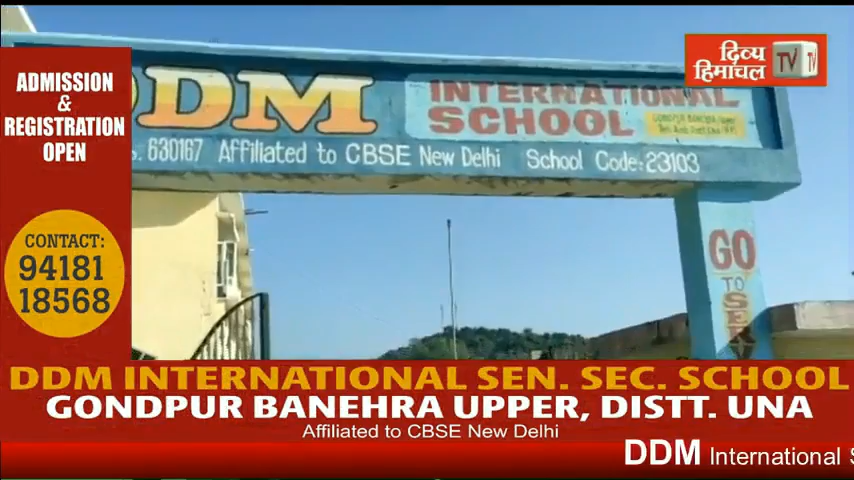 ADMISSION
&
REGISTRATION
OPEN
CONTACT:
94181
18568
DDM
INTERNATIONAL
SCHOOL
.: 630167 Affiliated to CBSE New Delhi School Code:-23103
GO
TO
SERVE
दिव्य
हिमाचल
TV
TV
DDM INTERNATIONAL SEN. SEC. SCHOOL
GONDPUR BANEHRA UPPER, DISTT. UNA
Affiliated to CBSE New Delhi
DDM International S